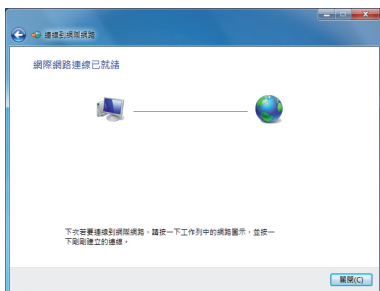 連線到網際網路
網際網路連線已就緒
下次若要連線到網際網路，請按一下工作列中的網路圖示，並按一
下剛剛建立的連線。
關閉(C)